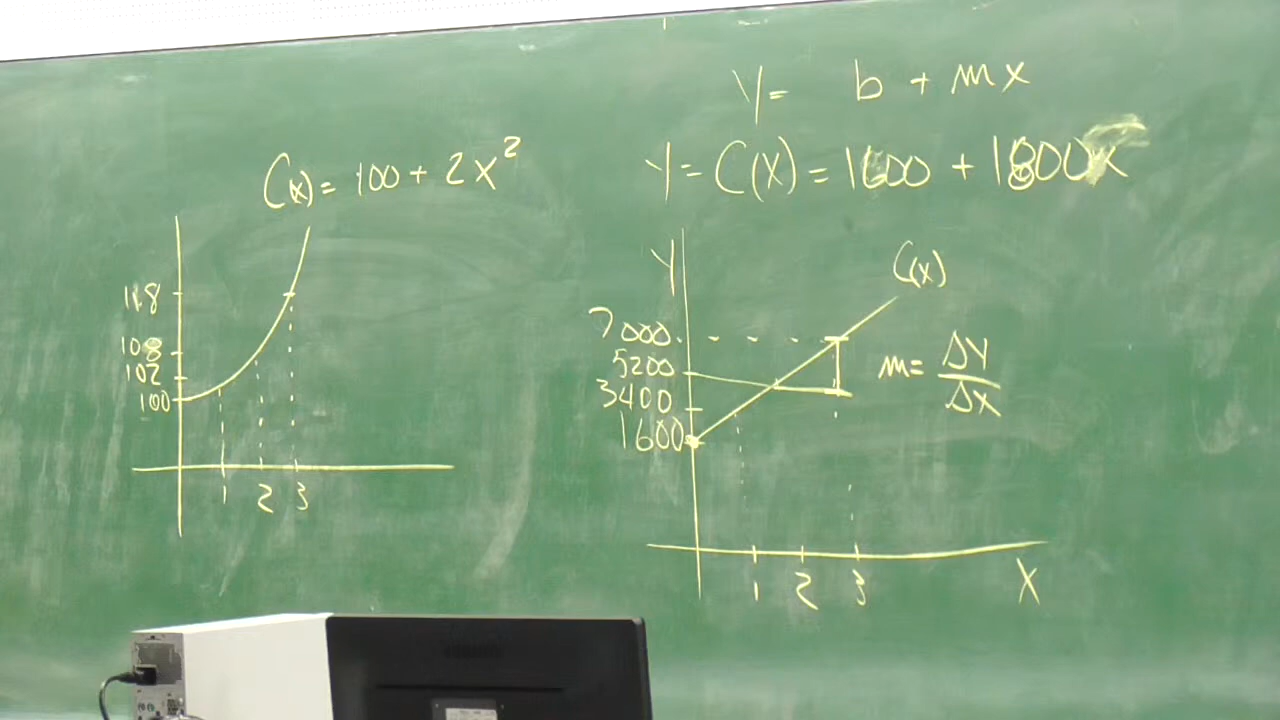 C(x) = 100 + 2x²
118
108
102
100
1 2 3
Y = b + mx
Y = C(X) = 1600 + 1800X
Y
C(x)
7000
5200
3400
1600
m = ΔY/ΔX
1 2 3
X